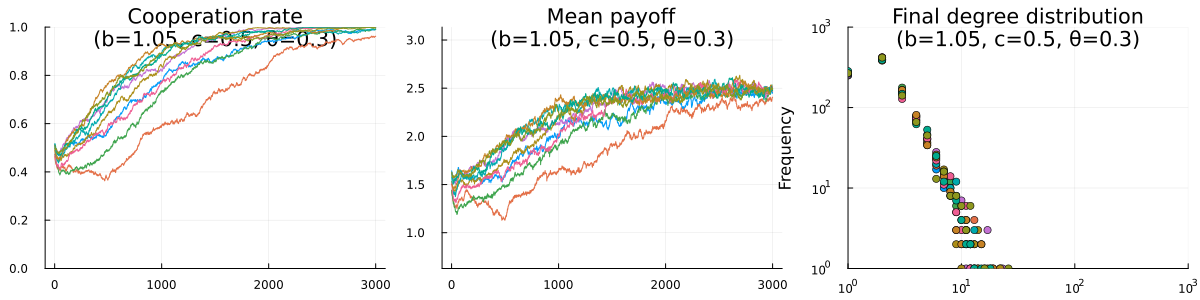 Cooperation rate
(b=1.05, c=0.5, θ=0.3)
1.0
0.8
0.6
0.4
0.2
0.0
0 1000 2000 3000
Mean payoff
(b=1.05, c=0.5, θ=0.3)
3.0
2.5
2.0
1.5
1.0
0 1000 2000 3000
Final degree distribution
(b=1.05, c=0.5, θ=0.3)
Frequency
10³
10²
10¹
10⁰
10⁰ 10¹ 10² 10³